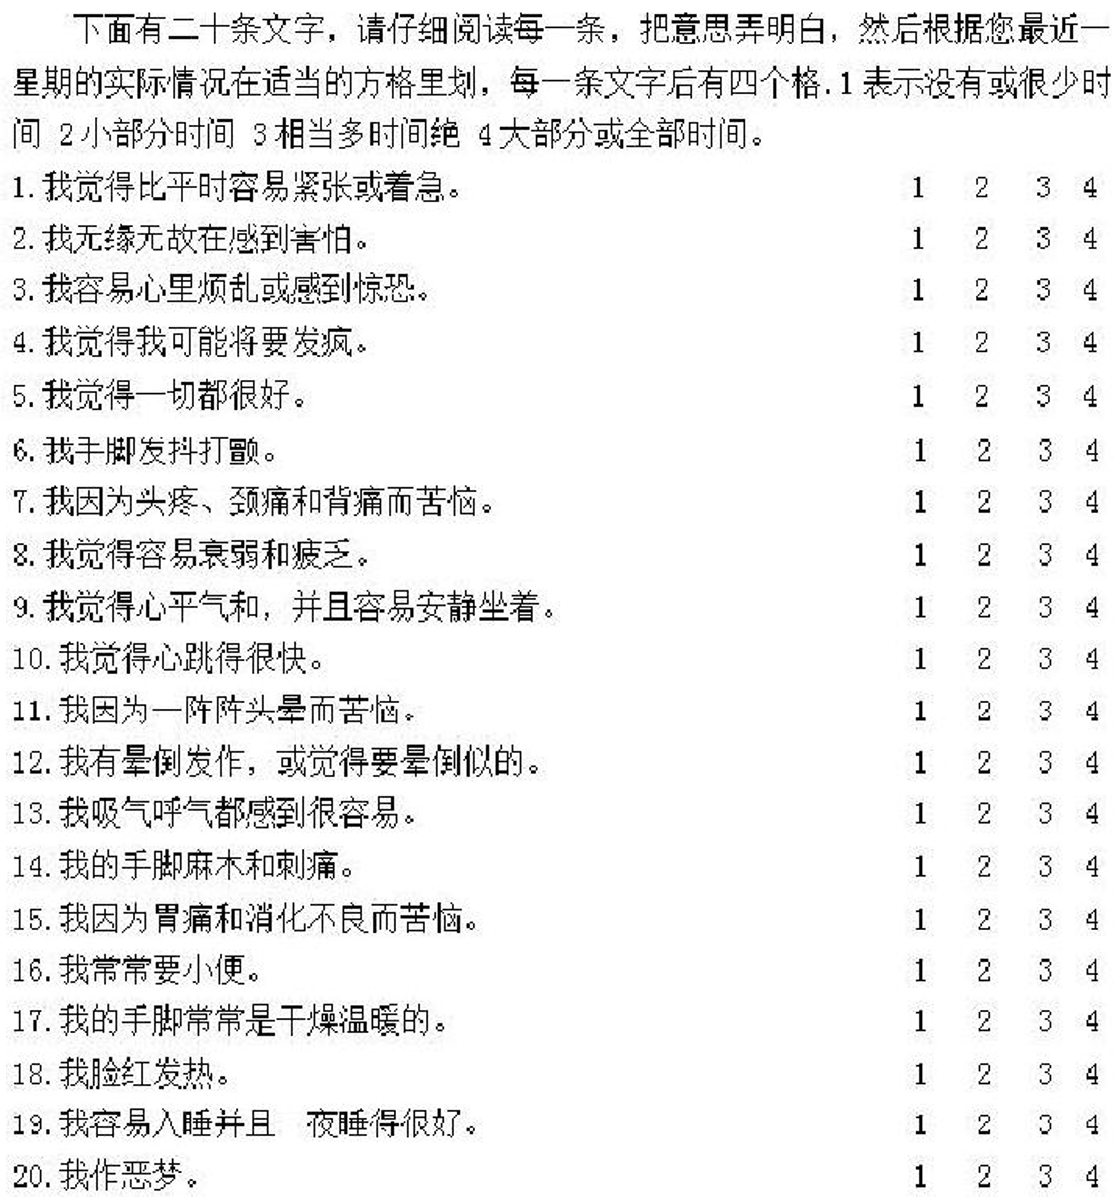 下面有二十条文字，请仔细阅读每一条，把意思弄明白，然后根据您最近一
星期的实际情况在适当的方格里划，每一条文字后有四个格.1 表示没有或很少时
间 2小部分时间 3相当多时间绝 4大部分或全部时间。
1.我觉得比平时容易紧张或着急。 1 2 3 4
2.我无缘无故在感到害怕。 1 2 3 4
3.我容易心里烦乱或感到惊恐。 1 2 3 4
4.我觉得我可能将要发疯。 1 2 3 4
5.我觉得一切都很好。 1 2 3 4
6.我手脚发抖打颤。 1 2 3 4
7.我因为头疼、颈痛和背痛而苦恼。 1 2 3 4
8.我觉得容易衰弱和疲乏。 1 2 3 4
9.我觉得心平气和，并且容易安静坐着。 1 2 3 4
10.我觉得心跳得很快。 1 2 3 4
11.我因为一阵阵头晕而苦恼。 1 2 3 4
12.我有晕倒发作，或觉得要晕倒似的。 1 2 3 4
13.我吸气呼气都感到很容易。 1 2 3 4
14.我的手脚麻木和刺痛。 1 2 3 4
15.我因为胃痛和消化不良而苦恼。 1 2 3 4
16.我常常要小便。 1 2 3 4
17.我的手脚常常是干燥温暖的。 1 2 3 4
18.我脸红发热。 1 2 3 4
19.我容易入睡并且 夜睡得很好。 1 2 3 4
20.我作恶梦。 1 2 3 4